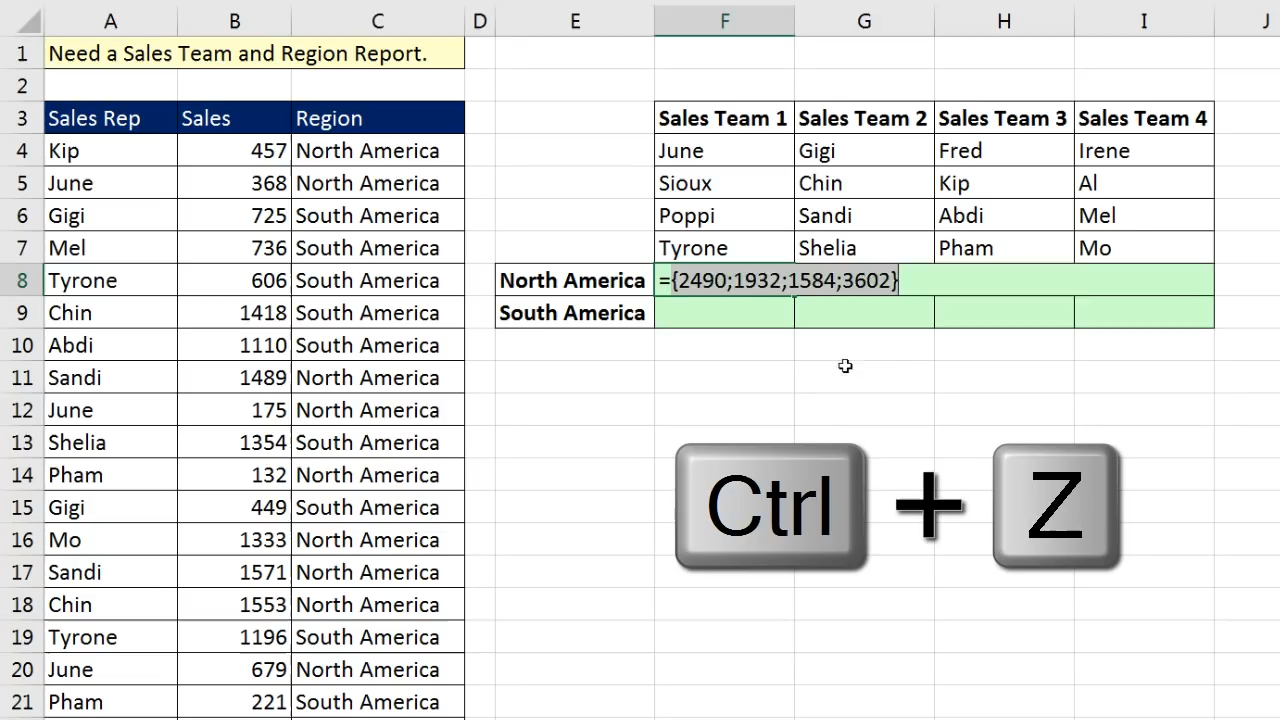 A B C D E F G H I J
1 Need a Sales Team and Region Report.
2
3 Sales Rep Sales Region Sales Team 1 Sales Team 2 Sales Team 3 Sales Team 4
4 Kip 457 North America June Gigi Fred Irene
5 June 368 North America Sioux Chin Kip Al
6 Gigi 725 South America Poppi Sandi Abdi Mel
7 Mel 736 South America Tyrone Shelia Pham Mo
8 Tyrone 606 South America North America ={2490;1932;1584;3602}
9 Chin 1418 South America South America
10 Abdi 1110 South America
11 Sandi 1489 North America
12 June 175 North America
13 Shelia 1354 South America
14 Pham 132 North America
15 Gigi 449 South America
16 Mo 1333 South America
17 Sandi 1571 North America
18 Chin 1553 North America
19 Tyrone 1196 South America
20 June 679 North America
21 Pham 221 South America
Ctrl + Z